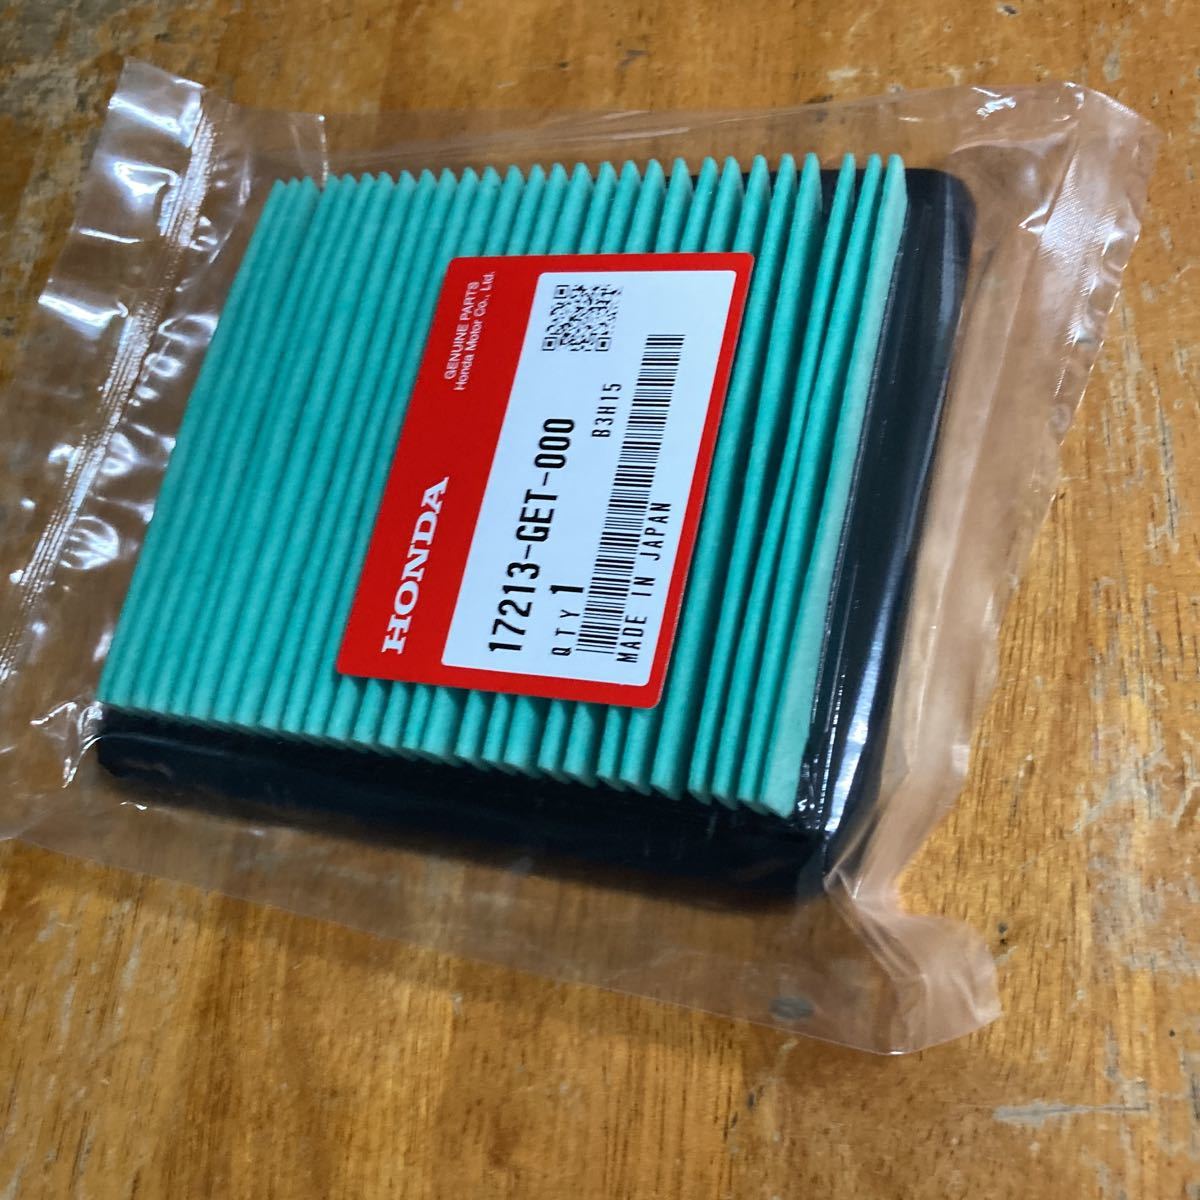 GENUINE PARTS
Honda Motor Co., Ltd.
HONDA
17213-GET-000
B3H15
QTY 1
MADE IN JAPAN